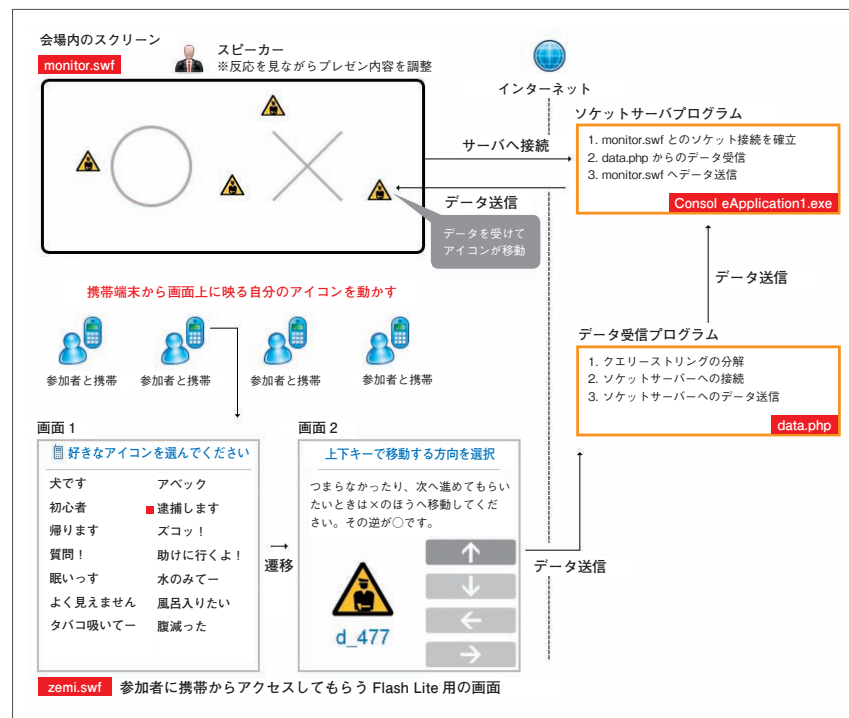 会場内のスクリーン
monitor.swf
スピーカー
※反応を見ながらプレゼン内容を調整
インターネット
ソケットサーバプログラム
1. monitor.swf とのソケット接続を確立
2. data.php からのデータ受信
3. monitor.swf へデータ送信
Consol eApplication1.exe
サーバへ接続
データ送信
データを受けて
アイコンが移動
データ送信
携帯端末から画面上に映る自分のアイコンを動かす
参加者と携帯
参加者と携帯
参加者と携帯
参加者と携帯
データ受信プログラム
1. クエリーストリングの分解
2. ソケットサーバーへの接続
3. ソケットサーバーへのデータ送信
data.php
画面 1
好きなアイコンを選んでください
犬です
アベック
初心者
逮捕します
帰ります
ズコッ！
質問！
助けに行くよ！
眠いっす
水のみてー
よく見えません
風呂入りたい
タバコ吸いてー
腹減った
遷移
画面 2
上下キーで移動する方向を選択
つまらなかったり、次へ進めてもらい
たいときは×のほうへ移動してくだ
さい。その逆が○です。
d_477
データ送信
zemi.swf
参加者に携帯からアクセスしてもらう Flash Lite 用の画面